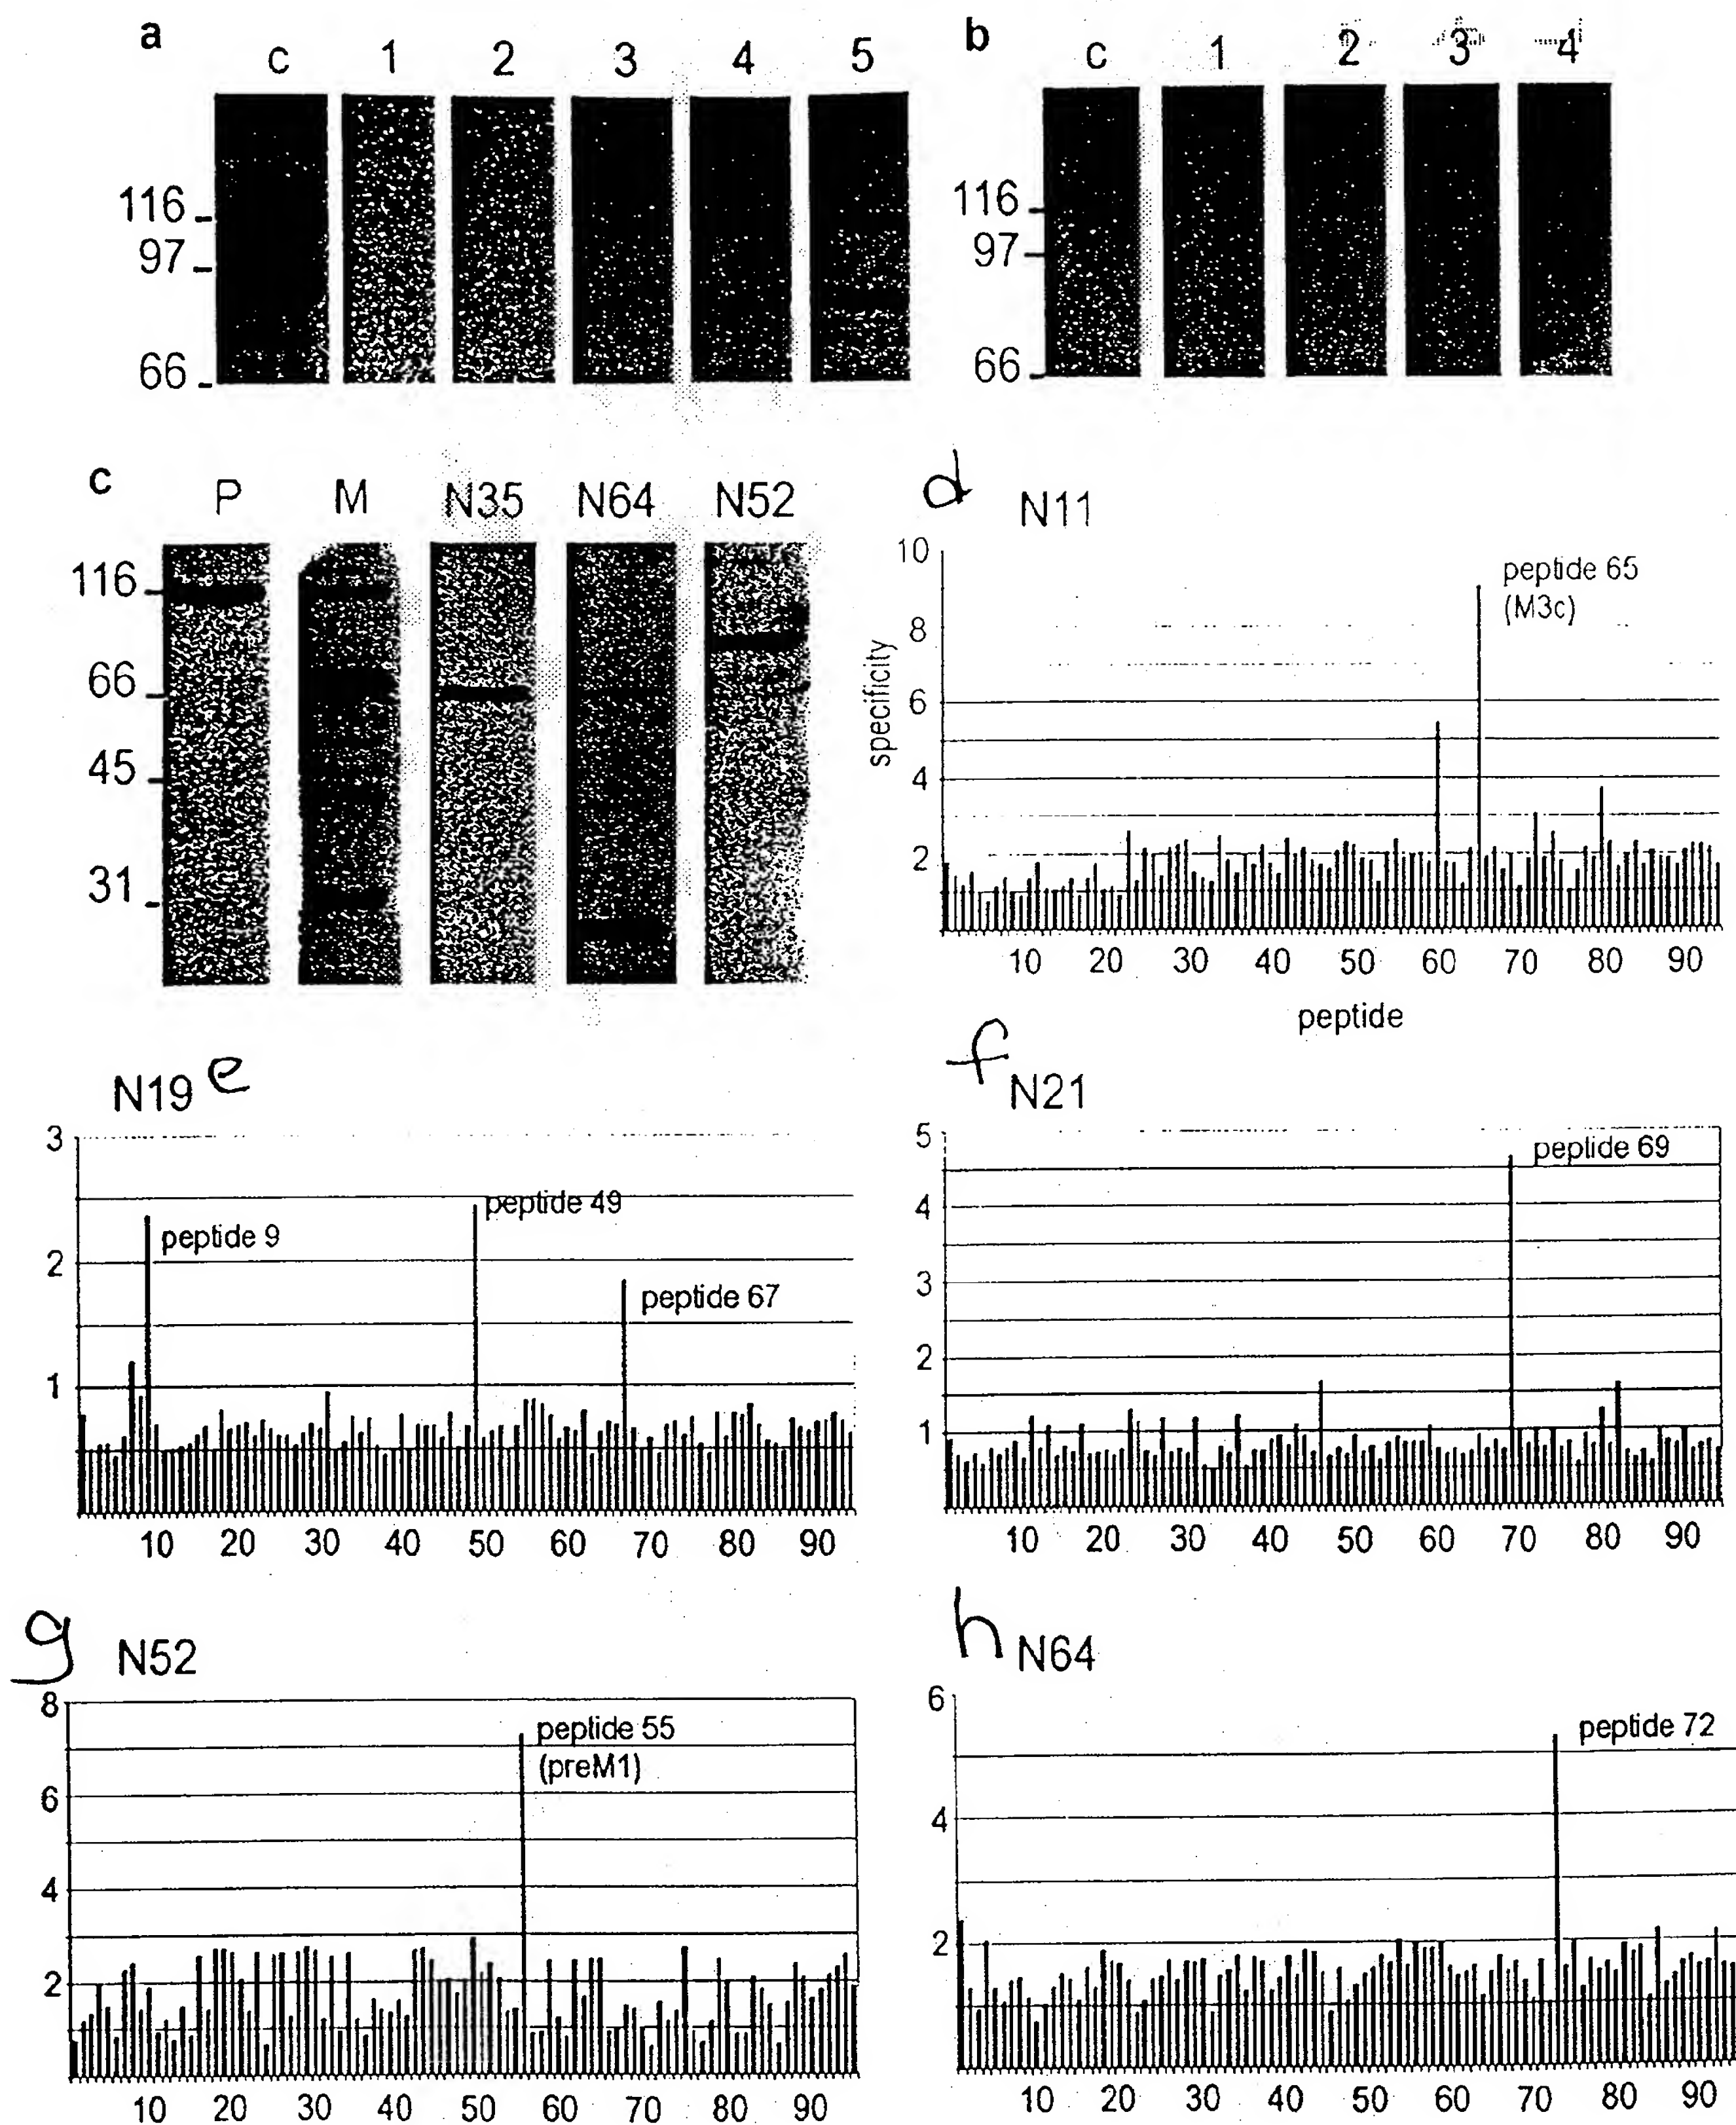 a
c 1 2 3 4 5
116
97
66
b
c 1 2 3 4
116
97
66
c
P M N35 N64 N52
116
66
45
31
d
N11
specificity
10
8
6
4
2
peptide 65
(M3c)
10 20 30 40 50 60 70 80 90
peptide
N19 e
3
2
1
peptide 9
peptide 49
peptide 67
10 20 30 40 50 60 70 80 90
f
N21
5
4
3
2
1
peptide 69
10 20 30 40 50 60 70 80 90
g N52
8
6
4
2
peptide 55
(preM1)
10 20 30 40 50 60 70 80 90
h N64
6
4
2
peptide 72
10 20 30 40 50 60 70 80 90